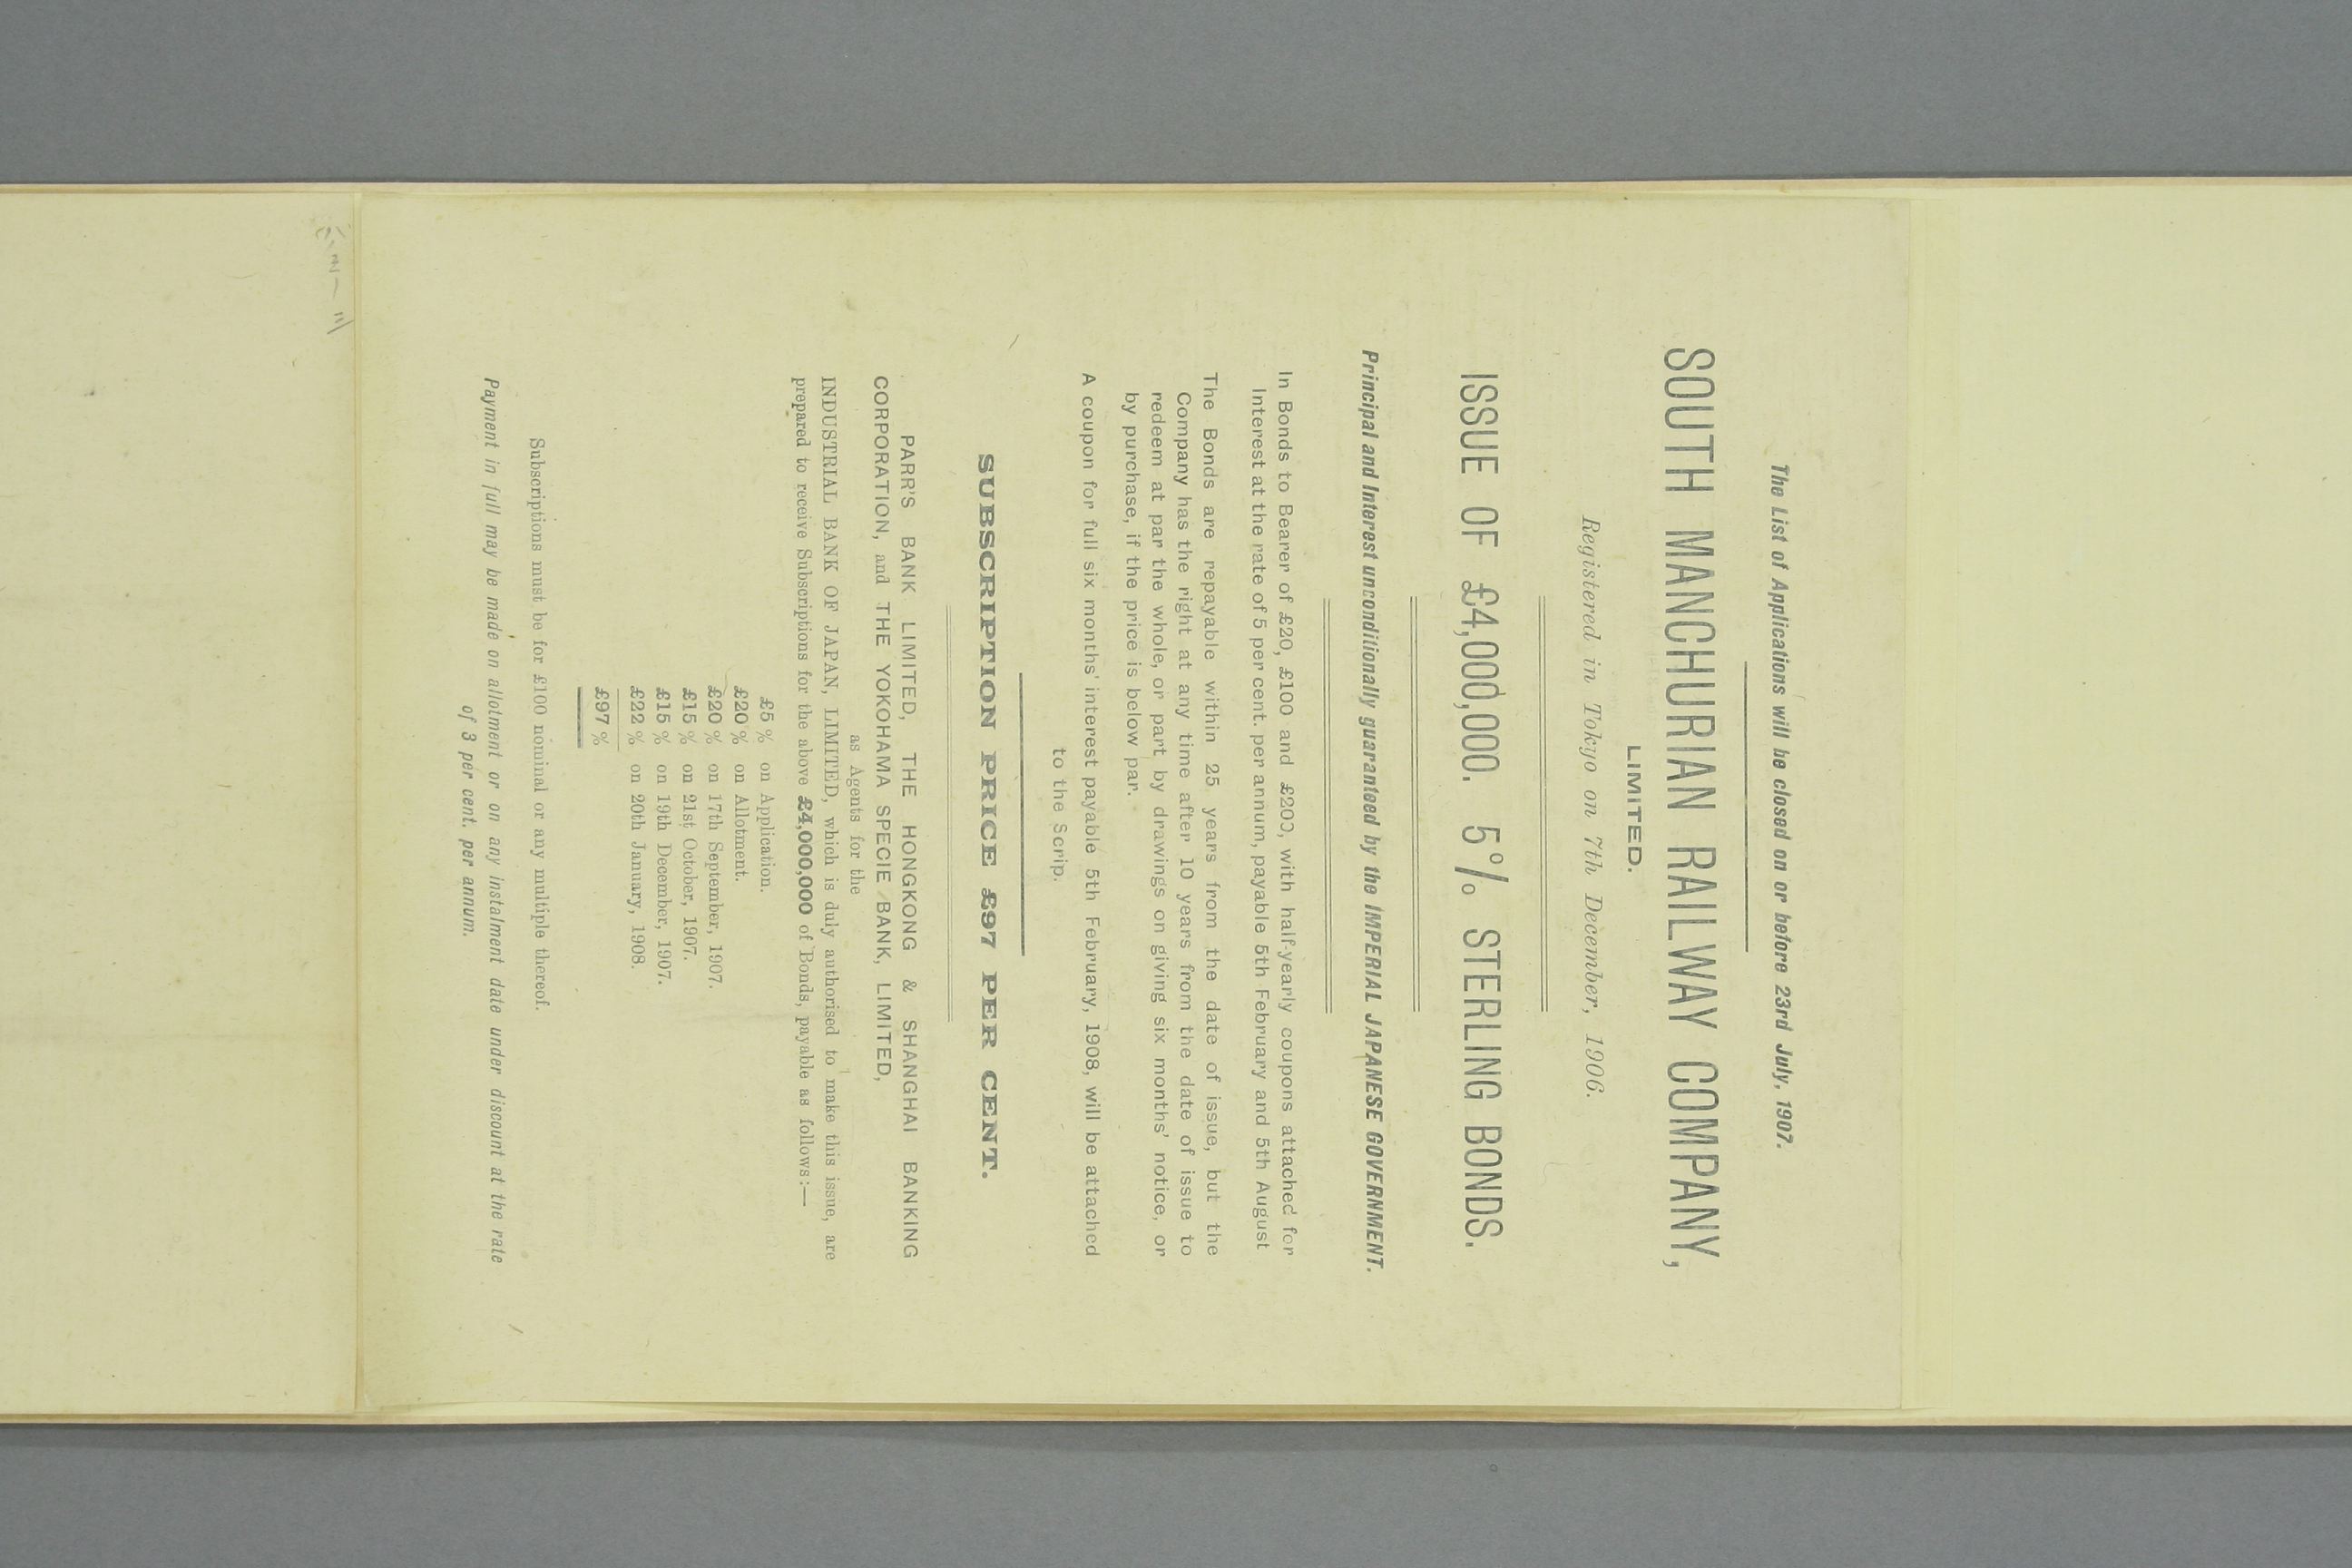 The List of Applications will be closed on or before 23rd July, 1907.
SOUTH MANCHURIAN RAILWAY COMPANY,
LIMITED.
Registered in Tokyo on 7th December, 1906.
ISSUE OF £4,000,000. 5% STERLING BONDS.
Principal and Interest unconditionally guaranteed by the IMPERIAL JAPANESE GOVERNMENT.
In Bonds to Bearer of £20, £100 and £200, with half-yearly coupons attached for
Interest at the rate of 5 per cent. per annum, payable 5th February and 5th August
The Bonds are repayable within 25 years from the date of issue, but the
Company has the right at any time after 10 years from the date of issue to
redeem at par the whole, or part by drawings on giving six months' notice, or
by purchase, if the price is below par.
A coupon for full six months' interest payable 5th February, 1908, will be attached
to the Scrip.
SUBSCRIPTION PRICE £97 PER CENT.
PARR'S BANK LIMITED, THE HONGKONG & SHANGHAI BANKING
CORPORATION, and THE YOKOHAMA SPECIE BANK, LIMITED,
as Agents for the
INDUSTRIAL BANK OF JAPAN, LIMITED, which is duly authorised to make this issue, are
prepared to receive Subscriptions for the above £4,000,000 of Bonds, payable as follows:—
£5 % on Application.
£20 % on Allotment.
£20 % on 17th September, 1907.
£15 % on 21st October, 1907.
£15 % on 19th December, 1907.
£22 % on 20th January, 1908.
£97 %
Subscriptions must be for £100 nominal or any multiple thereof.
Payment in full may be made on allotment or on any instalment date under discount at the rate
of 3 per cent. per annum.